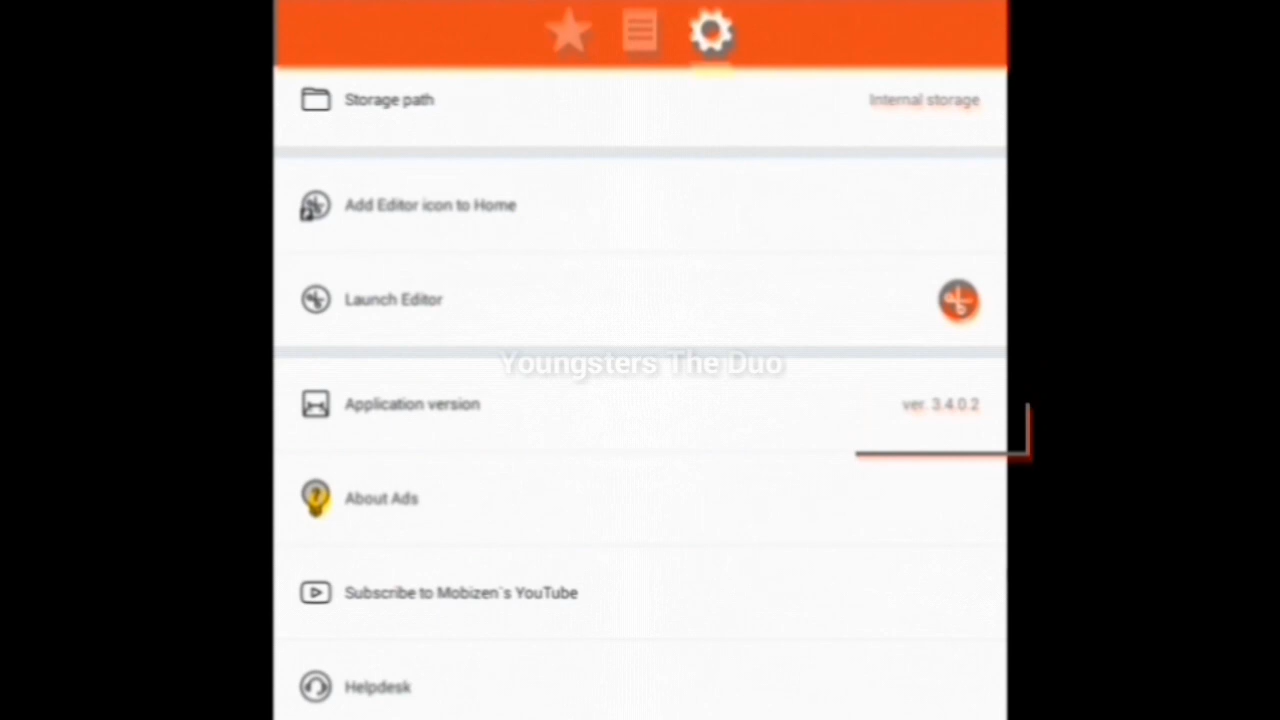 Storage path Internal storage
Add Editor icon to Home
Launch Editor
Youngsters The Duo
Application version ver. 3.4.0.2
About Ads
Subscribe to Mobizen`s YouTube
Helpdesk